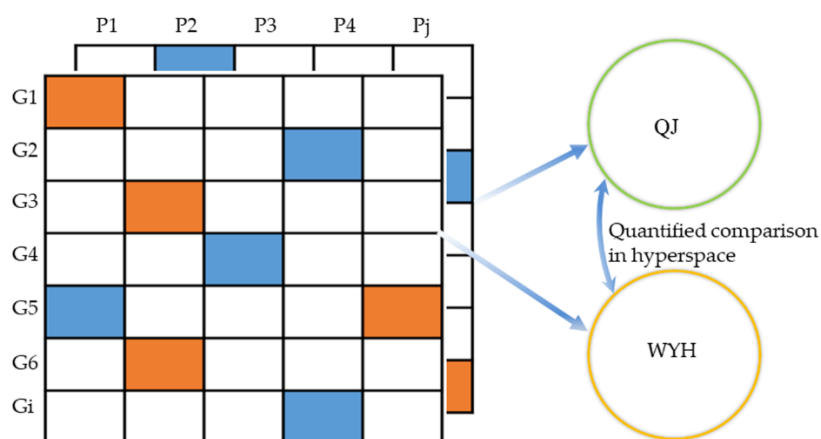 P1 P2 P3 P4 Pj
G1
G2
G3
G4
G5
G6
Gi
QJ
Quantified comparison
in hyperspace
WYH